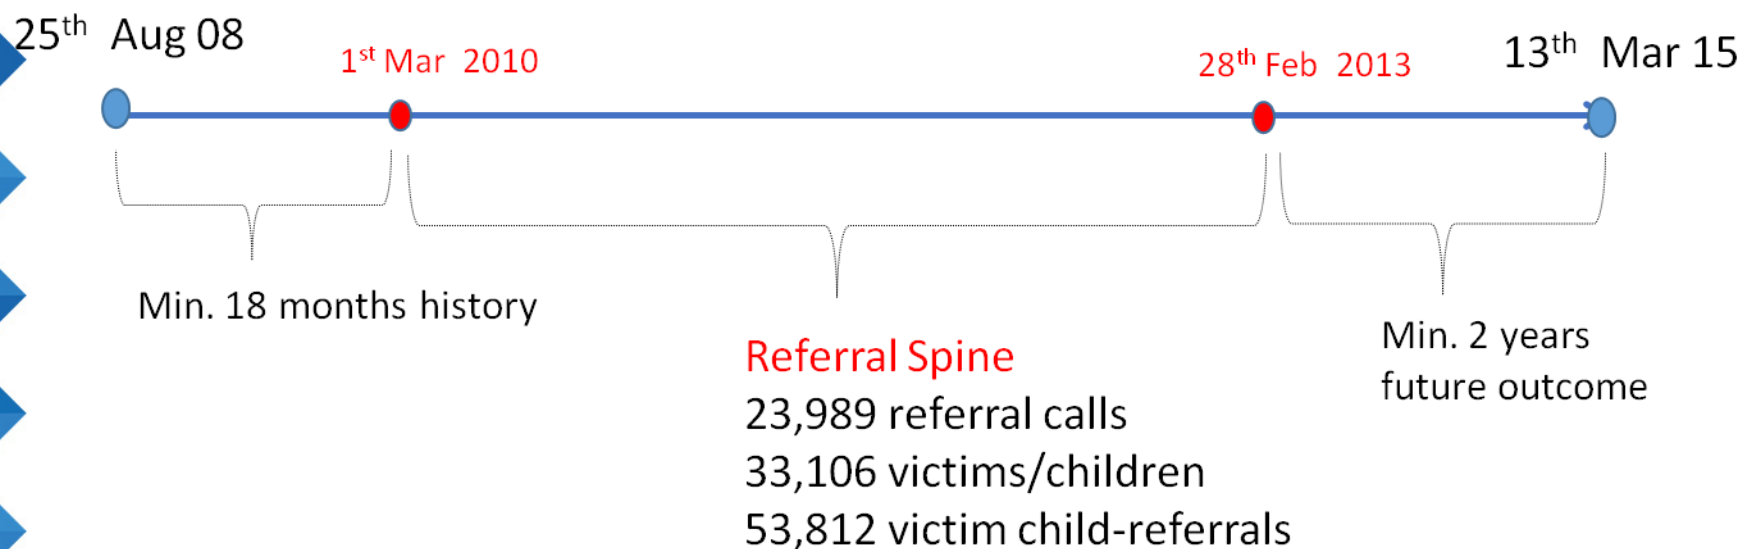 25th Aug 08
1st Mar 2010
28th Feb 2013
13th Mar 15
Min. 18 months history
Referral Spine
23,989 referral calls
33,106 victims/children
53,812 victim child-referrals
Min. 2 years
future outcome